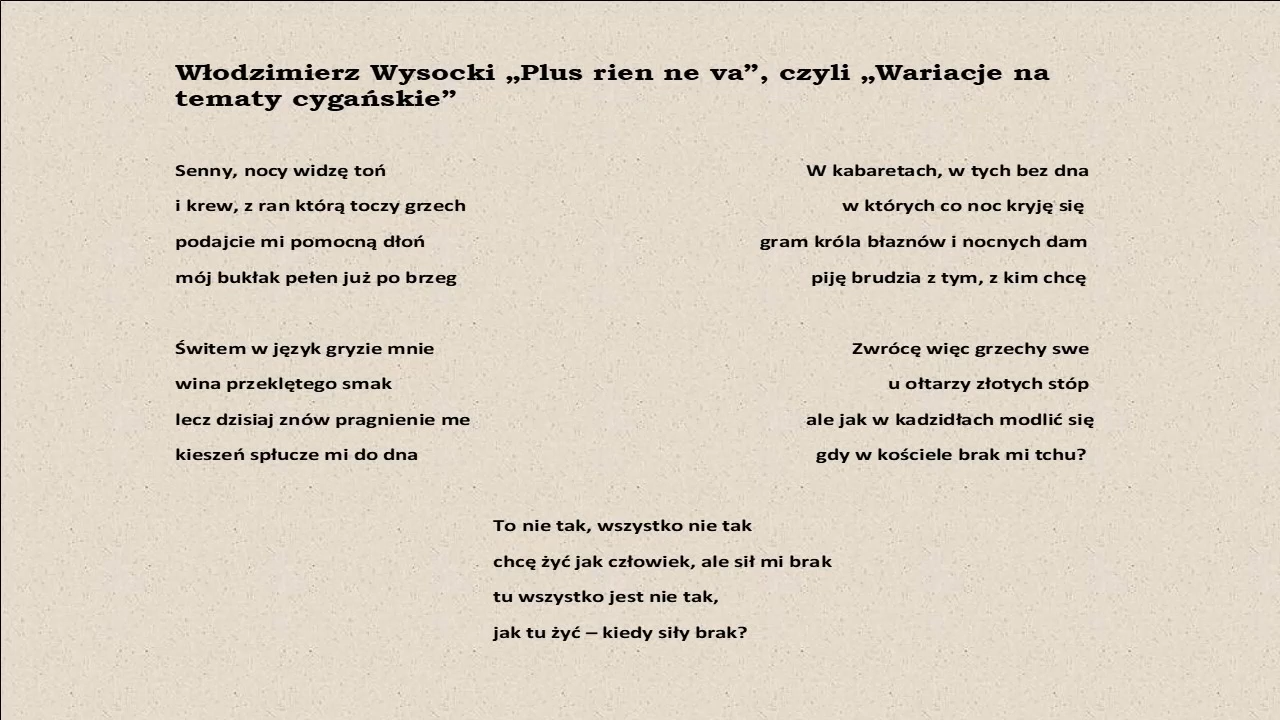 Włodzimierz Wysocki „Plus rien ne va”, czyli „Wariacje na
tematy cygańskie”
Senny, nocy widzę toń
i krew, z ran którą toczy grzech
podajcie mi pomocną dłoń
mój bukłak pełen już po brzeg
Świtem w język gryzie mnie
wina przeklętego smak
lecz dzisiaj znów pragnienie me
kieszeń spłucze mi do dna
W kabaretach, w tych bez dna
w których co noc kryję się
gram króla błaznów i nocnych dam
piję brudzia z tym, z kim chcę
Zwrócę więc grzechy swe
u ołtarzy złotych stóp
ale jak w kadzidłach modlić się
gdy w kościele brak mi tchu?
To nie tak, wszystko nie tak
chcę żyć jak człowiek, ale sił mi brak
tu wszystko jest nie tak,
jak tu żyć – kiedy siły brak?